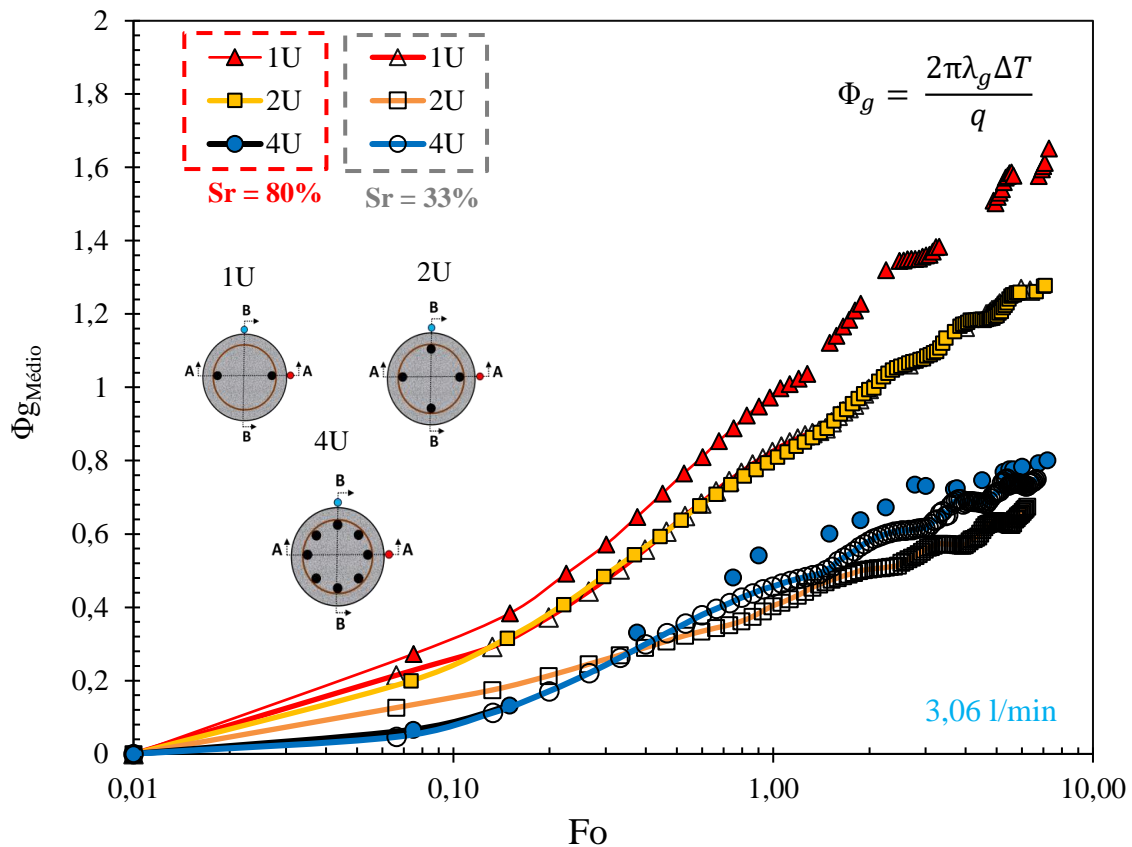 2
1,8
1,6
1,4
1,2
1
0,8
0,6
0,4
0,2
0
0,01
0,10
1,00
10,00
Φg Médio
Fo
1U
2U
4U
Sr = 80%
1U
2U
4U
Sr = 33%
Φg = 2πλgΔT / q
1U
B
A
A
B
2U
B
A
A
B
4U
B
A
A
B
3,06 l/min